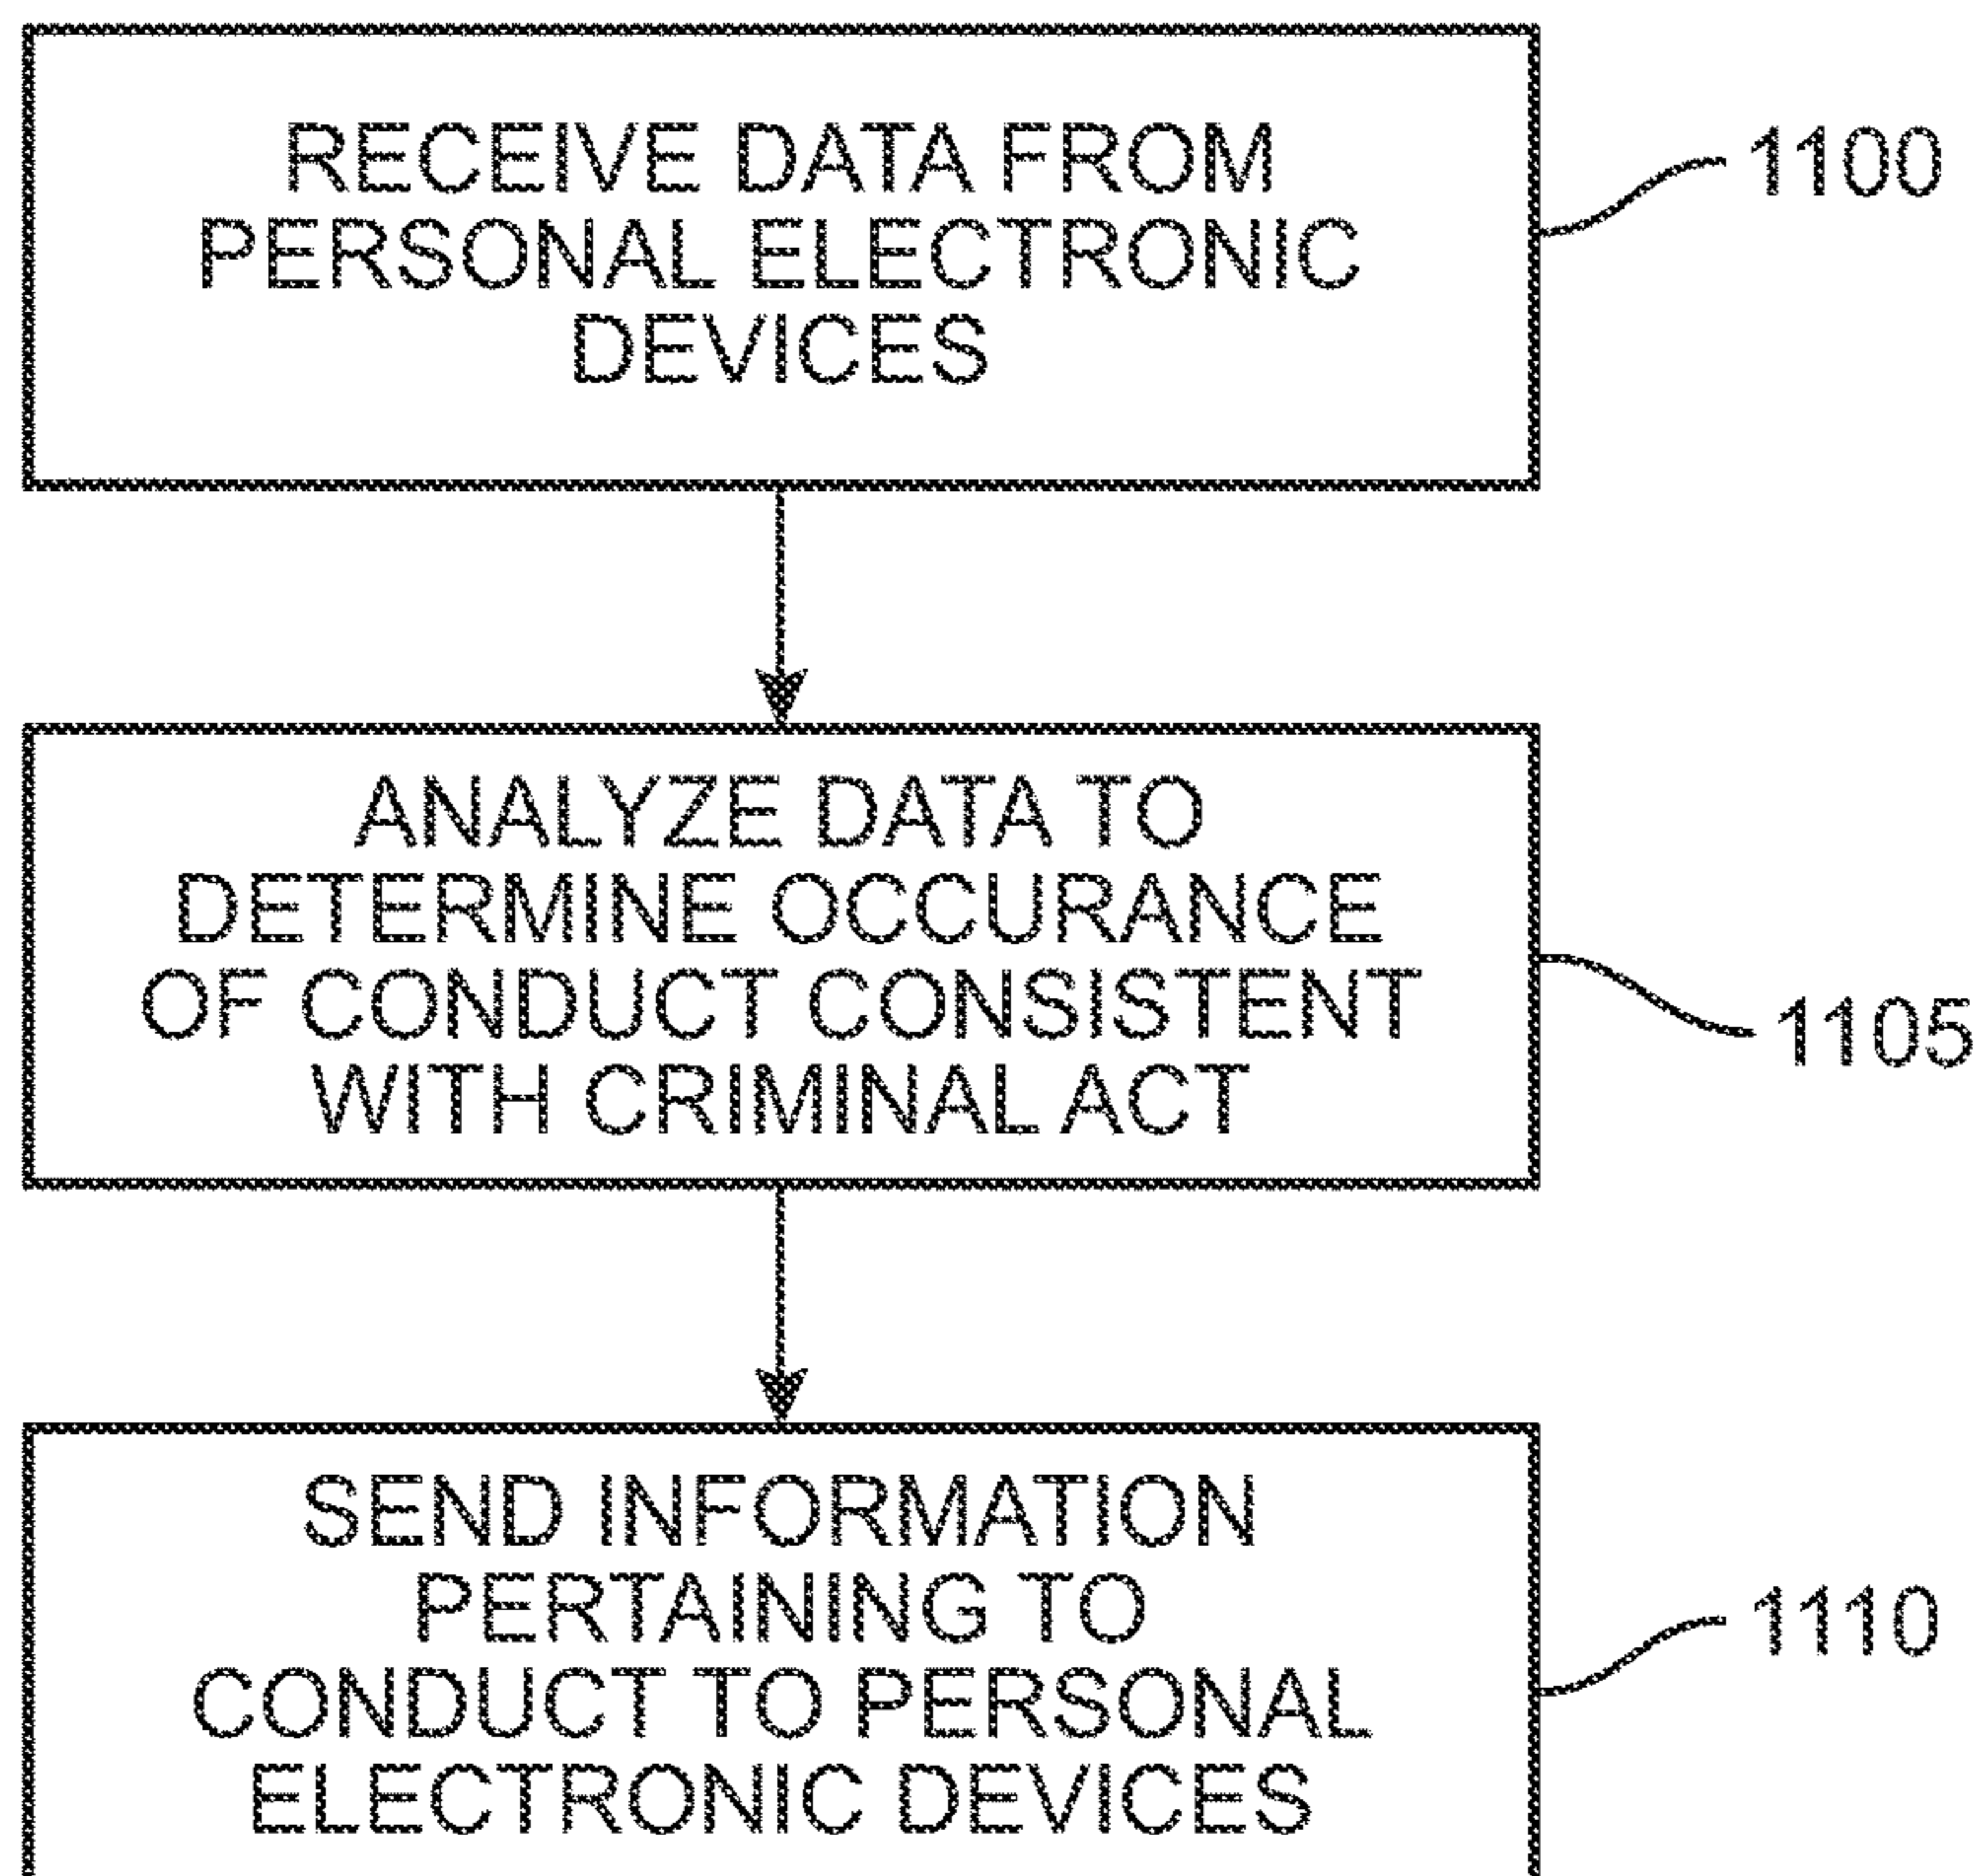 RECEIVE DATA FROM
PERSONAL ELECTRONIC
DEVICES
1100
ANALYZE DATA TO
DETERMINE OCCURANCE
OF CONDUCT CONSISTENT
WITH CRIMINAL ACT
1105
SEND INFORMATION
PERTAINING TO
CONDUCT TO PERSONAL
ELECTRONIC DEVICES
1110